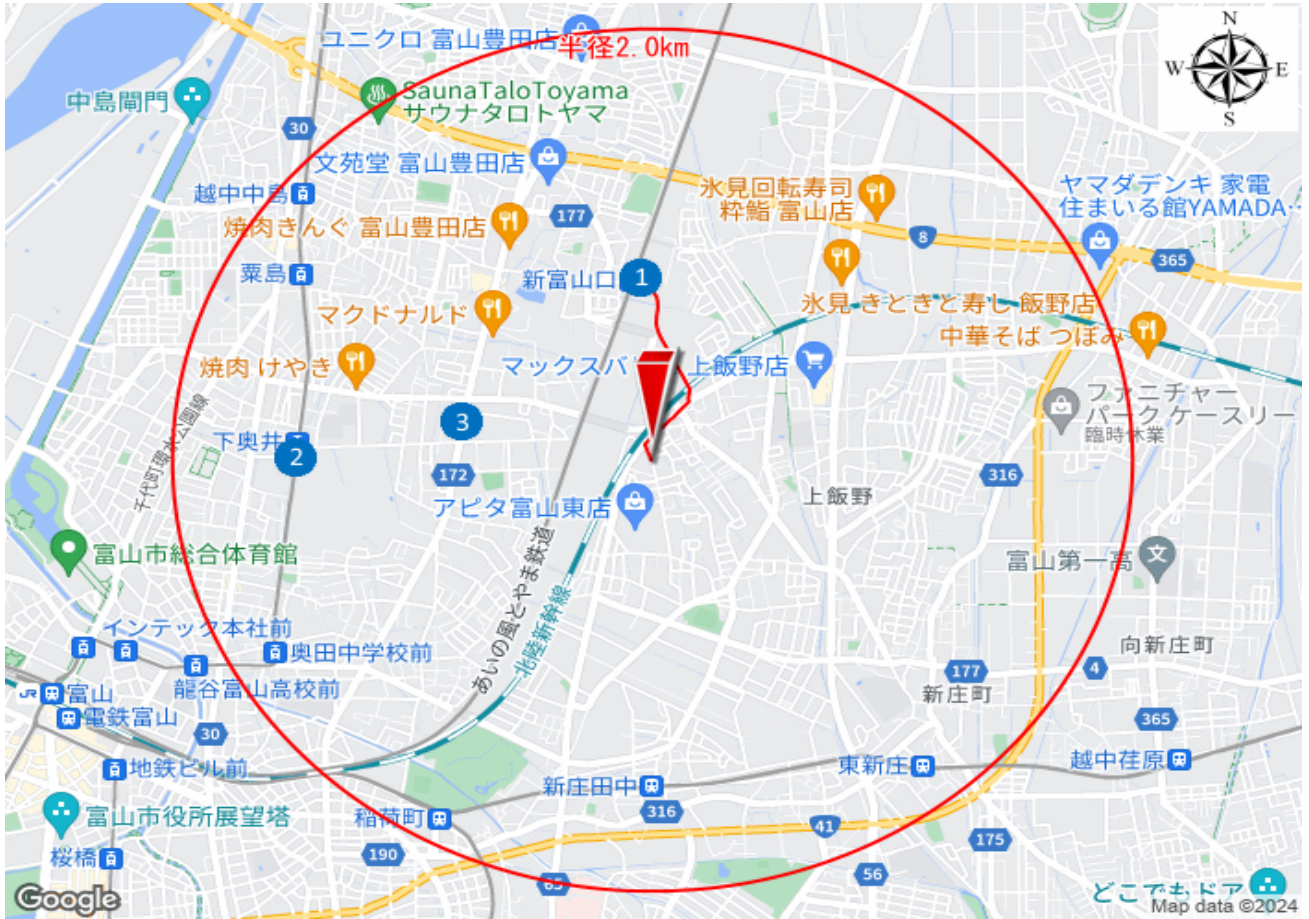 ユニクロ 富山豊田店
半径2.0km
N
W
E
S
中島閘門
SaunaTaloToyama
サウナタロトヤマ
30
文苑堂 富山豊田店
越中中島
177
氷見回転寿司
粋鮨 富山店
ヤマダデンキ 家電
住まいる館YAMADA…
焼肉きんぐ 富山豊田店
8
365
粟島
新富山口
1
マクドナルド
氷見 きときと寿し 飯野店
中華そば つぼみ
焼肉 けやき
マックスバ
上飯野店
ファニチャー
パーク ケースリー
臨時休業
千代町環水公園線
3
下奥井
2
172
316
上飯野
アピタ富山東店
富山市総合体育館
あいの風とやま鉄道
北陸新幹線
富山第一高
インテック本社前
奥田中学校前
向新庄町
龍谷富山高校前
177
4
新庄町
JR 富山
電鉄富山
30
365
地鉄ビル前
東新庄
越中荏原
新庄田中
富山市役所展望塔
稲荷町
316
41
175
桜橋
190
65
56
どこでもドア
Google
Map data ©2024